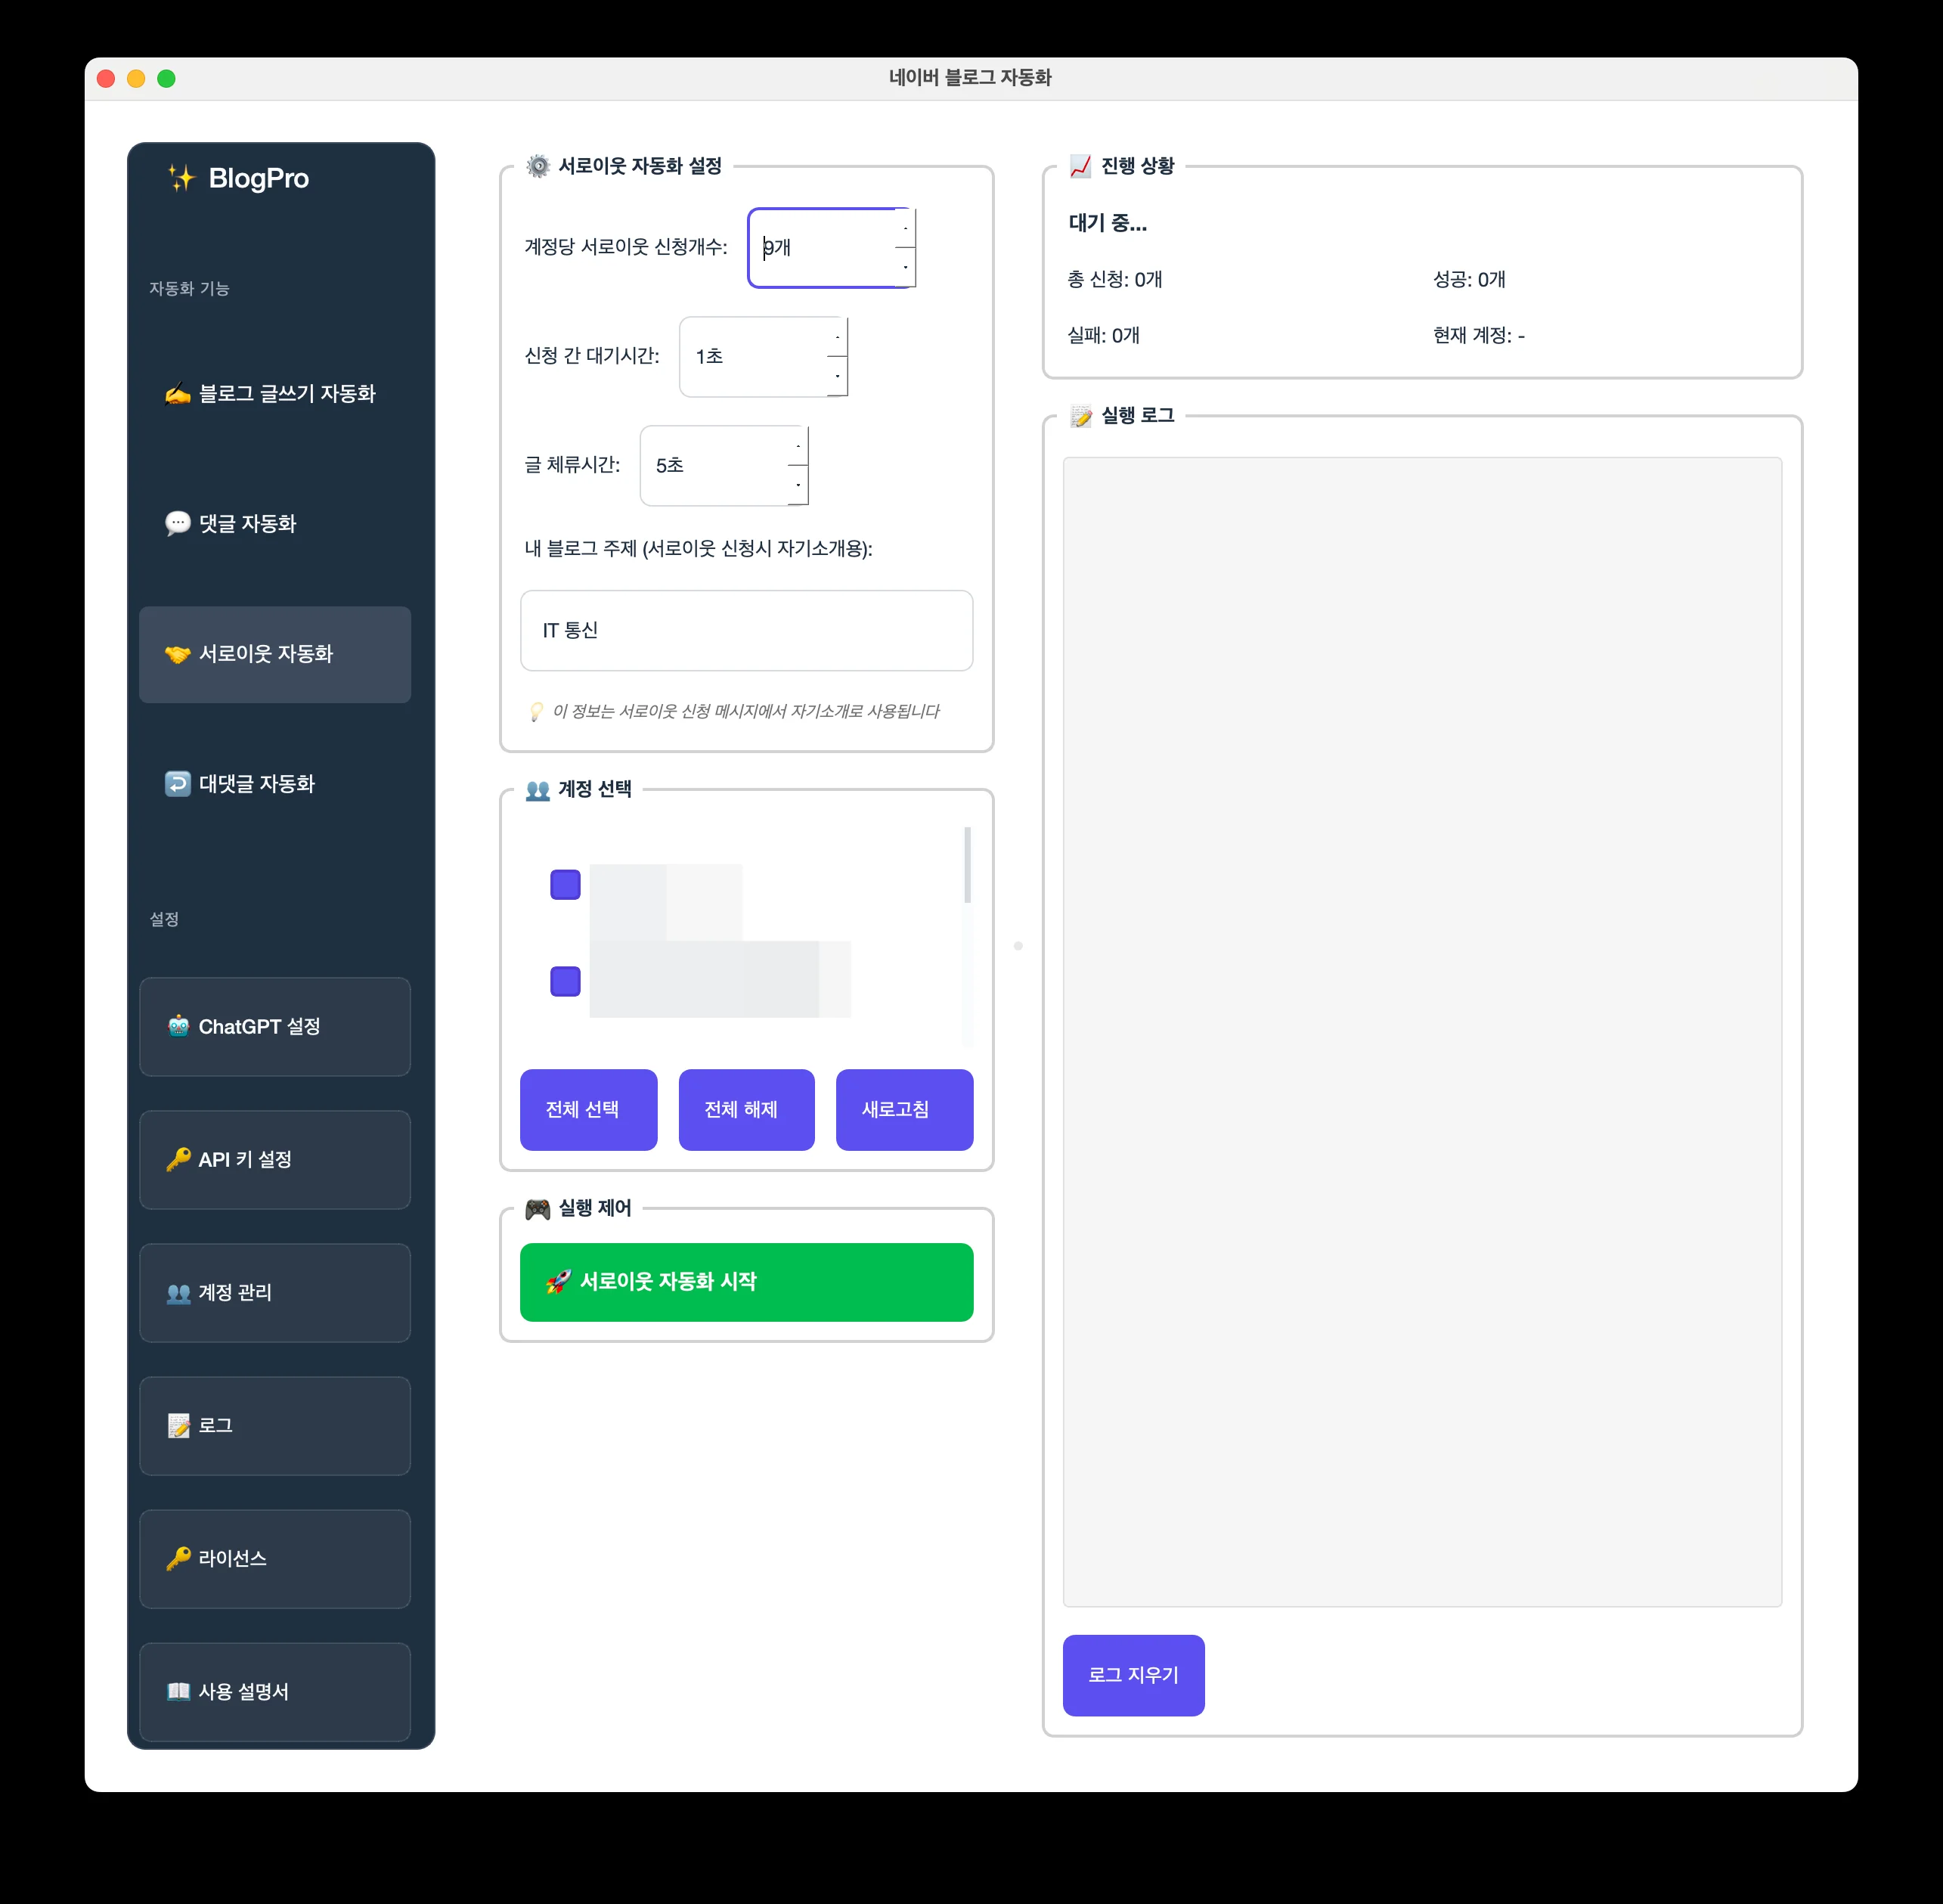 네이버 블로그 자동화
BlogPro
자동화 기능
블로그 글쓰기 자동화
댓글 자동화
서로이웃 자동화
대댓글 자동화
설정
ChatGPT 설정
API 키 설정
계정 관리
로그
라이선스
사용 설명서
서로이웃 자동화 설정
계정당 서로이웃 신청개수: 9개
신청 간 대기시간: 1초
글 체류시간: 5초
내 블로그 주제 (서로이웃 신청시 자기소개용):
IT 통신
이 정보는 서로이웃 신청 메시지에서 자기소개로 사용됩니다
계정 선택
전체 선택 전체 해제 새로고침
실행 제어
서로이웃 자동화 시작
진행 상황
대기 중...
총 신청: 0개 성공: 0개
실패: 0개 현재 계정: -
실행 로그
로그 지우기